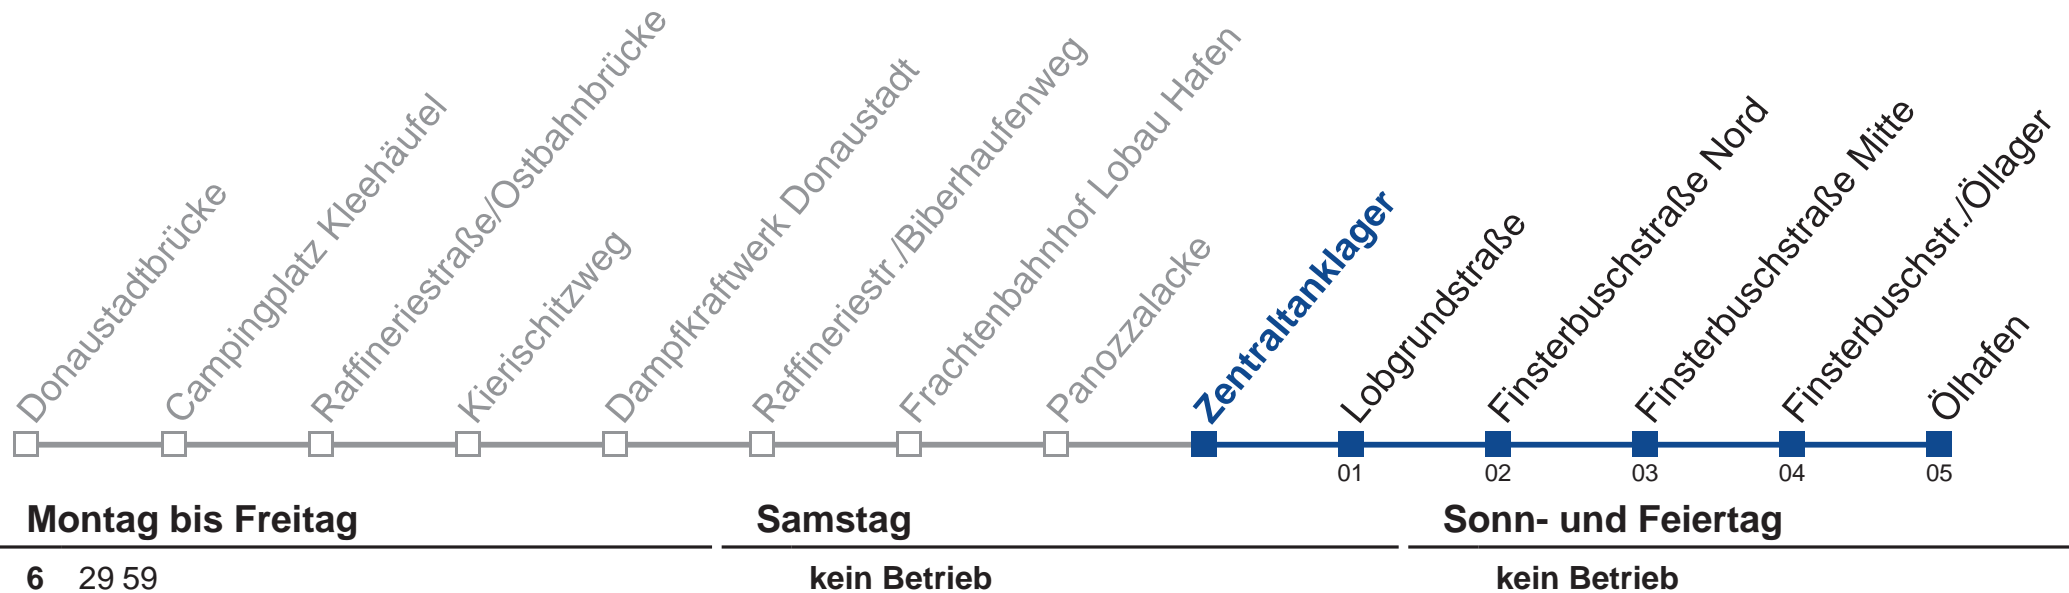 Donaustadtbrücke
Campingplatz Kleehäufel
Raffineriestraße/Ostbahnbrücke
Kierischitzweg
Dampfkraftwerk Donaustadt
Raffineriestr./Biberhaufenweg
Frachtenbahnhof Lobau Hafen
Panozzalacke
Zentraltanklager
Lobgrundstraße
Finsterbuschstraße Nord
Finsterbuschstraße Mitte
Finsterbuschstr./Öllager
Ölhafen
01 02 03 04 05
Montag bis Freitag Samstag Sonn- und Feiertag
6 29 59 kein Betrieb kein Betrieb